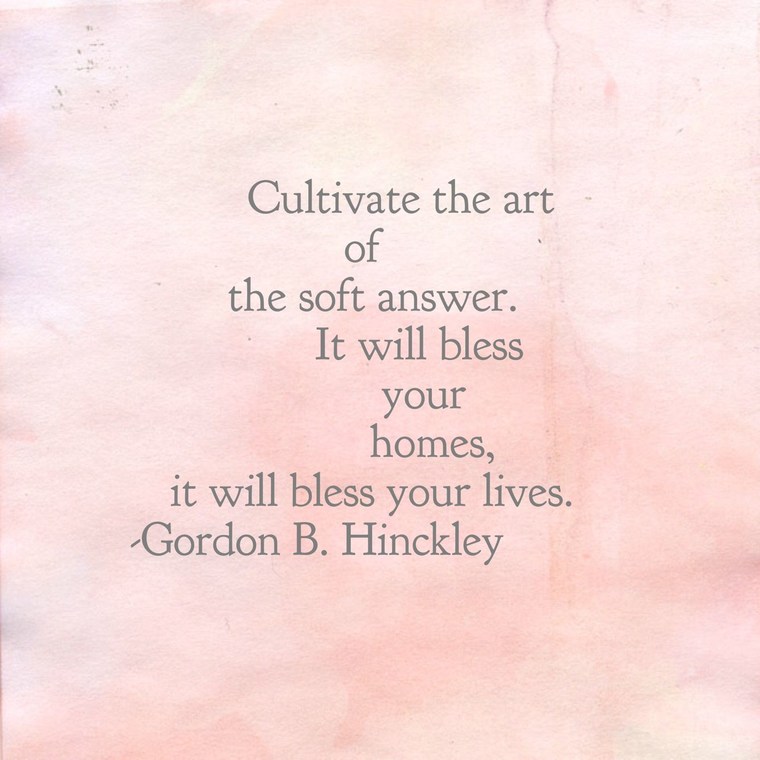 Cultivate the art
of
the soft answer.
It will bless
your
homes,
it will bless your lives.
-Gordon B. Hinckley